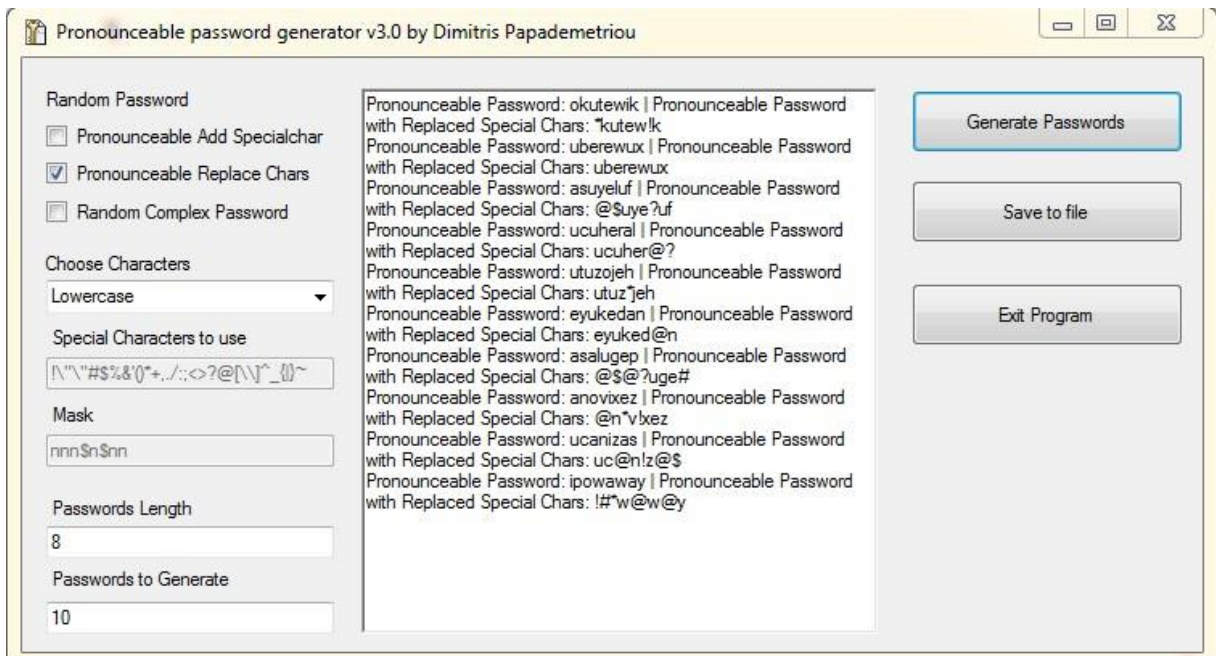 Pronounceable password generator v3.0 by Dimitris Papademetriou
Random Password
Pronounceable Add Specialchar
Pronounceable Replace Chars
Random Complex Password
Choose Characters
Lowercase
Special Characters to use
!\"\"#$%&'()*+,./:;<>?@[\\]^_{|}~
Mask
nnn$n$nn
Passwords Length
8
Passwords to Generate
10
Pronounceable Password: okutewik | Pronounceable Password
with Replaced Special Chars: *kutew!k
Pronounceable Password: uberewux | Pronounceable Password
with Replaced Special Chars: uberewux
Pronounceable Password: asuyeluf | Pronounceable Password
with Replaced Special Chars: @$uye?uf
Pronounceable Password: ucuheral | Pronounceable Password
with Replaced Special Chars: ucuher@?
Pronounceable Password: utuzojeh | Pronounceable Password
with Replaced Special Chars: utuz*jeh
Pronounceable Password: eyukedan | Pronounceable Password
with Replaced Special Chars: eyuked@n
Pronounceable Password: asalugep | Pronounceable Password
with Replaced Special Chars: @$@?uge#
Pronounceable Password: anovixez | Pronounceable Password
with Replaced Special Chars: @n*v!xez
Pronounceable Password: ucanizas | Pronounceable Password
with Replaced Special Chars: uc@n!z@$
Pronounceable Password: ipowaway | Pronounceable Password
with Replaced Special Chars: !#*w@w@y
Generate Passwords
Save to file
Exit Program